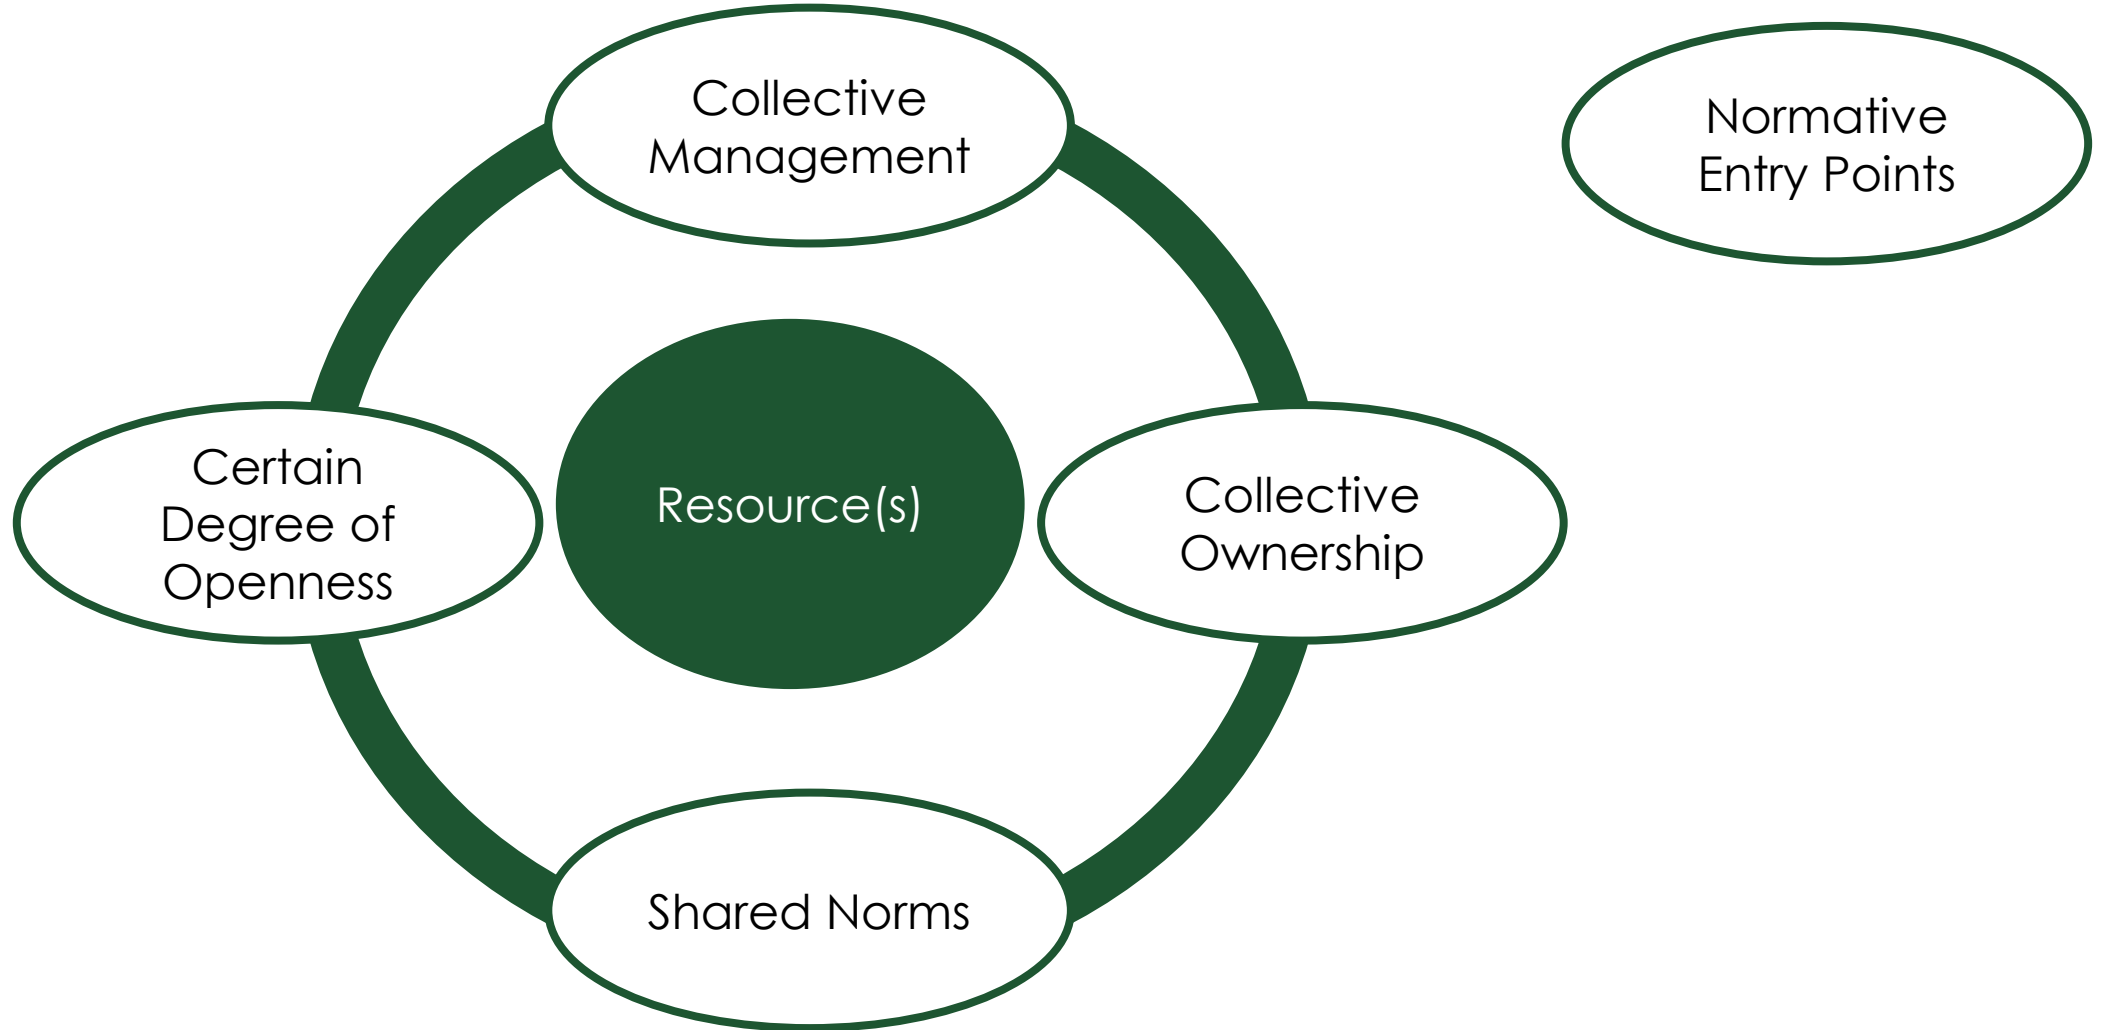 Collective
Management
Normative
Entry Points
Certain
Degree of
Openness
Resource(s)
Collective
Ownership
Shared Norms